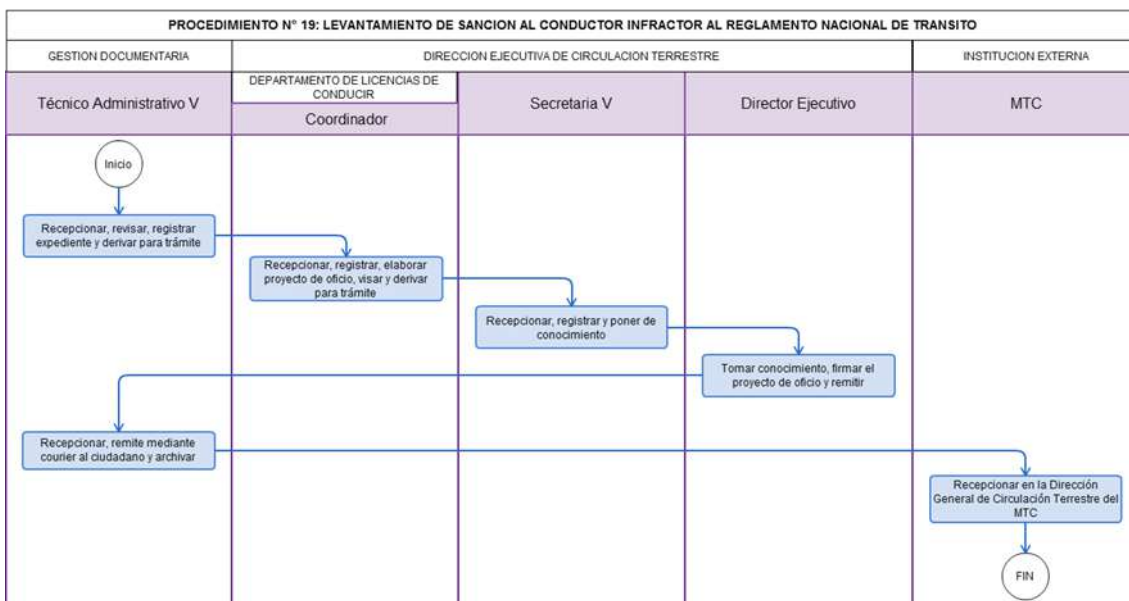 PROCEDIMIENTO N° 19: LEVANTAMIENTO DE SANCION AL CONDUCTOR INFRACTOR AL REGLAMENTO NACIONAL DE TRANSITO
GESTION DOCUMENTARIA
DIRECCION EJECUTIVA DE CIRCULACION TERRESTRE
INSTITUCION EXTERNA
Técnico Administrativo V
DEPARTAMENTO DE LICENCIAS DE
CONDUCIR
Coordinador
Secretaria V
Director Ejecutivo
MTC
Inicio
Recepcionar, revisar, registrar
expediente y derivar para trámite
Recepcionar, registrar, elaborar
proyecto de oficio, visar y derivar
para trámite
Recepcionar, registrar y poner de
conocimiento
Tomar conocimiento, firmar el
proyecto de oficio y remitir
Recepcionar, remite mediante
courier al ciudadano y archivar
Recepcionar en la Dirección
General de Circulación Terrestre del
MTC
FIN